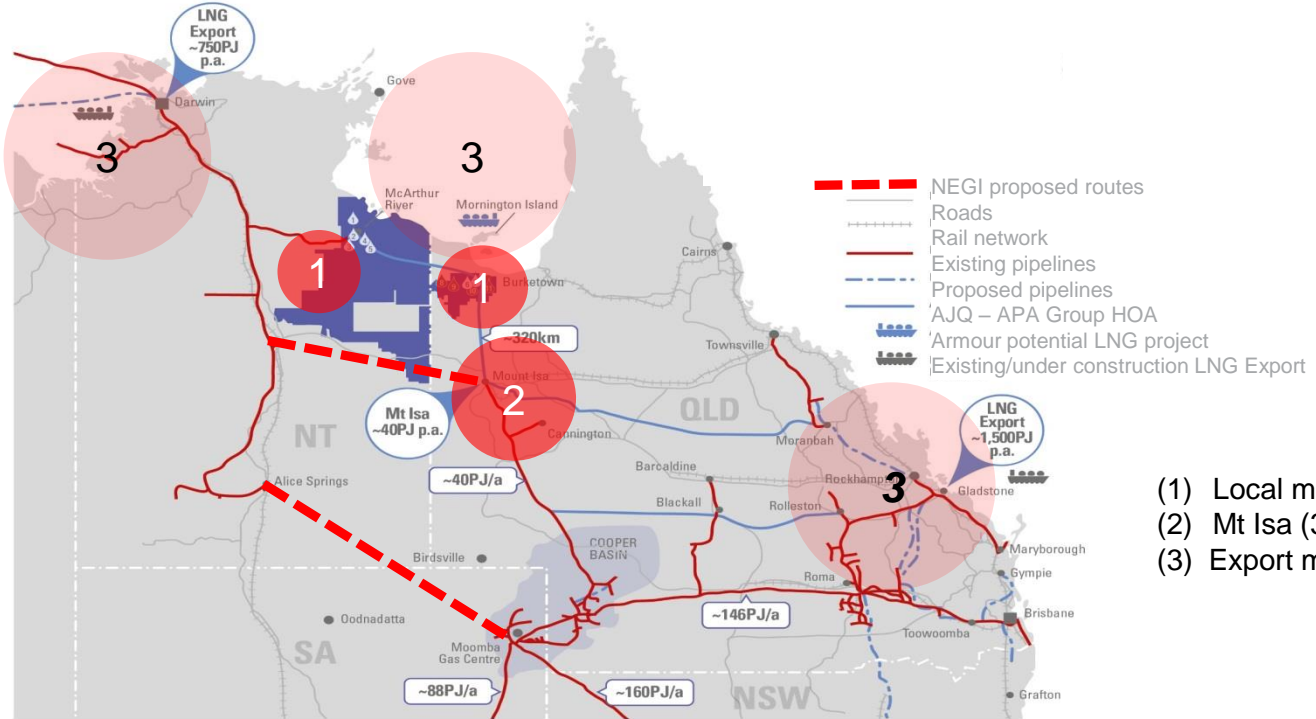 LNG
Export
~750PJ
p.a.
Gove
Darwin
3
3
McArthur
River
Mornington Island
1
1
Burketown
Cairns
~320km
Townsville
Mount Isa
2
Mt Isa
~40PJ p.a.
NT
QLD
Cannington
Moranbah
LNG
Export
~1,500PJ
p.a.
Alice Springs
~40PJ/a
Barcaldine
Blackall
Rolleston
3
Gladstone
Birdsville
COOPER
BASIN
Roma
Maryborough
Gympie
~146PJ/a
Brisbane
Toowoomba
Oodnadatta
SA
Moomba
Gas Centre
~88PJ/a
~160PJ/a
NSW
Grafton
NEGI proposed routes
Roads
Rail network
Existing pipelines
Proposed pipelines
AJQ – APA Group HOA
Armour potential LNG project
Existing/under construction LNG Export
(1) Local
(2) Mt Isa
(3) Export